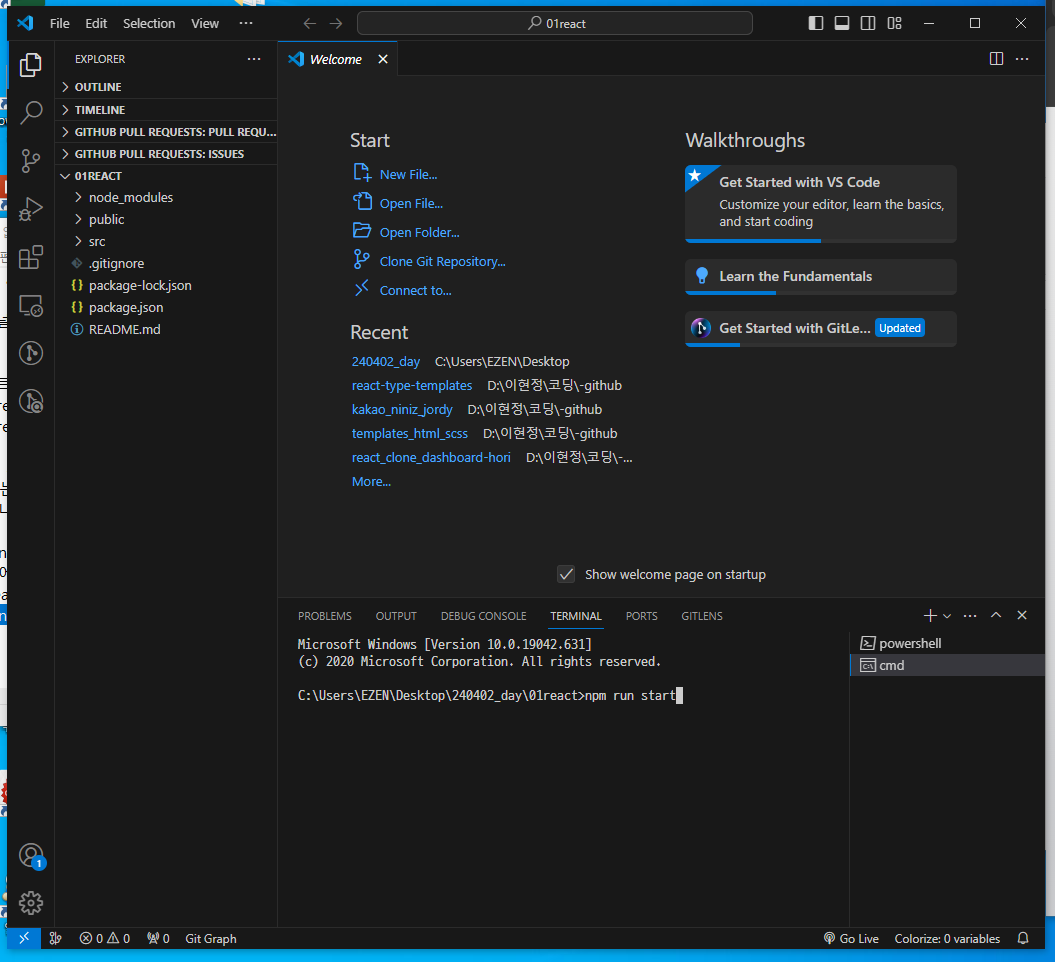 File Edit Selection View ··· 01react
EXPLORER ···
OUTLINE
TIMELINE
GITHUB PULL REQUESTS: PULL REQU...
GITHUB PULL REQUESTS: ISSUES
01REACT
node_modules
public
src
.gitignore
package-lock.json
package.json
README.md
Welcome
Start
New File...
Open File...
Open Folder...
Clone Git Repository...
Connect to...
Recent
240402_day C:\Users\EZEN\Desktop
react-type-templates D:\이현정\코딩\-github
kakao_niniz_jordy D:\이현정\코딩\-github
templates_html_scss D:\이현정\코딩\-github
react_clone_dashboard-hori D:\이현정\코딩\-...
More...
Walkthroughs
Get Started with VS Code
Customize your editor, learn the basics,
and start coding
Learn the Fundamentals
Get Started with GitLe... Updated
Show welcome page on startup
PROBLEMS OUTPUT DEBUG CONSOLE TERMINAL PORTS GITLENS
Microsoft Windows [Version 10.0.19042.631]
(c) 2020 Microsoft Corporation. All rights reserved.
C:\Users\EZEN\Desktop\240402_day\01react>npm run start
powershell
cmd
1
0 0 0 Git Graph Go Live Colorize: 0 variables